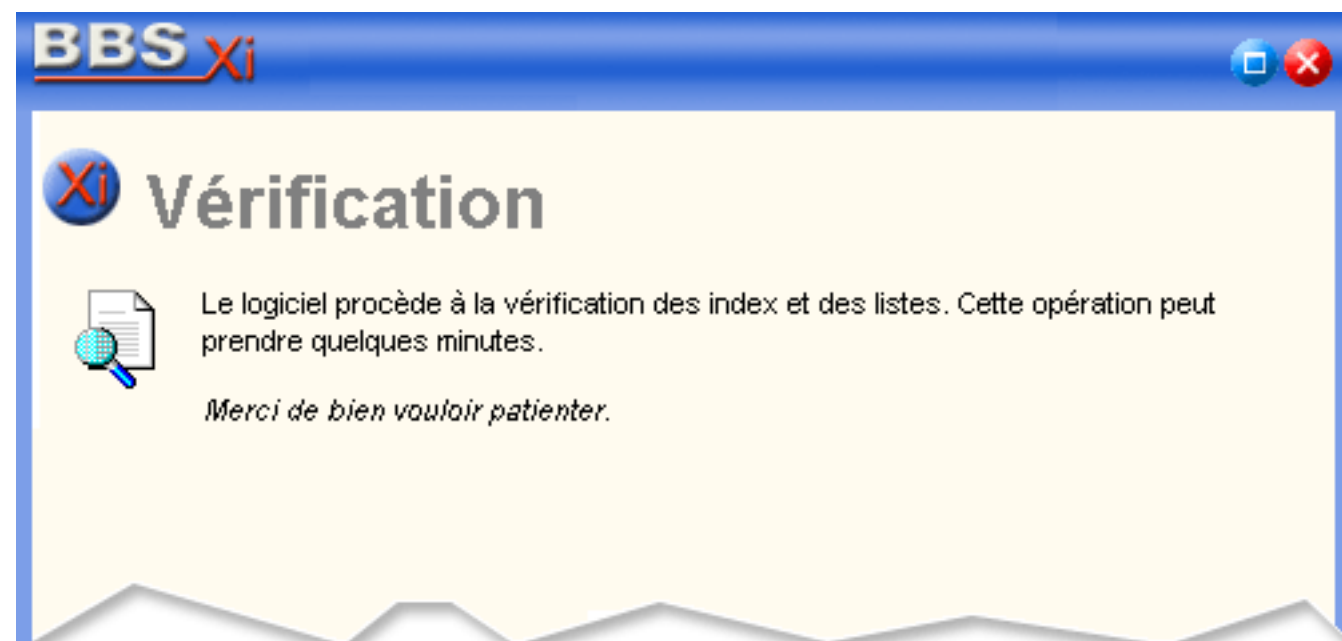 BBS Xi
Xi
Vérification
Le logiciel procède à la vérification des index et des listes. Cette opération peut
prendre quelques minutes.
Merci de bien vouloir patienter.